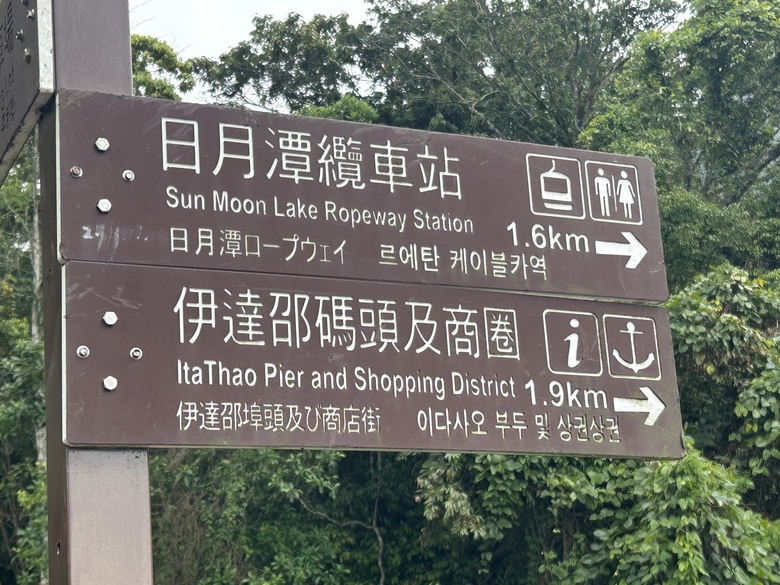 日月潭纜車站
Sun Moon Lake Ropeway Station
1.6km
日月潭ロープウェイ 르에탄 케이블카역
伊達邵碼頭及商圈
ItaThao Pier and Shopping District
1.9km
伊達邵埠頭及び商店街 이다사오 부두 및 상권상권